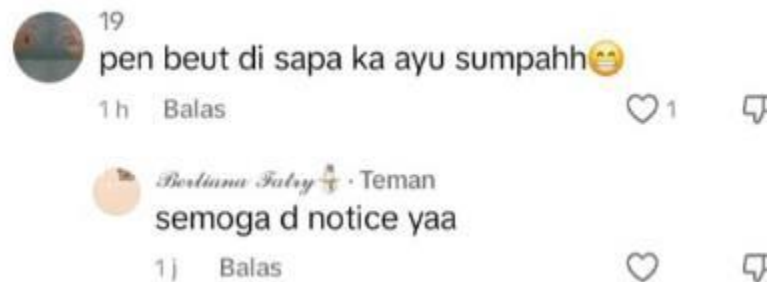 19
pen beut di sapa ka ayu sumpahh😁
1 h Balas 1
Berliana Fatry · Teman
semoga d notice yaa
1 j Balas